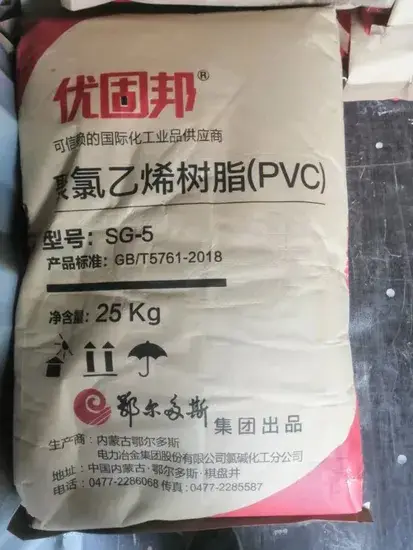 优固邦®
可信赖的国际化工业品供应商
聚氯乙烯树脂(PVC)
型号：SG-5
产品标准：GB/T5761-2018
净含量：25 Kg
鄂尔多斯 集团出品
生产商：内蒙古鄂尔多斯
电力冶金集团股份有限公司氯碱化工分公司
地址：中国内蒙古·鄂尔多斯·棋盘井
电话：0477-2286068 传真：0477-2285587